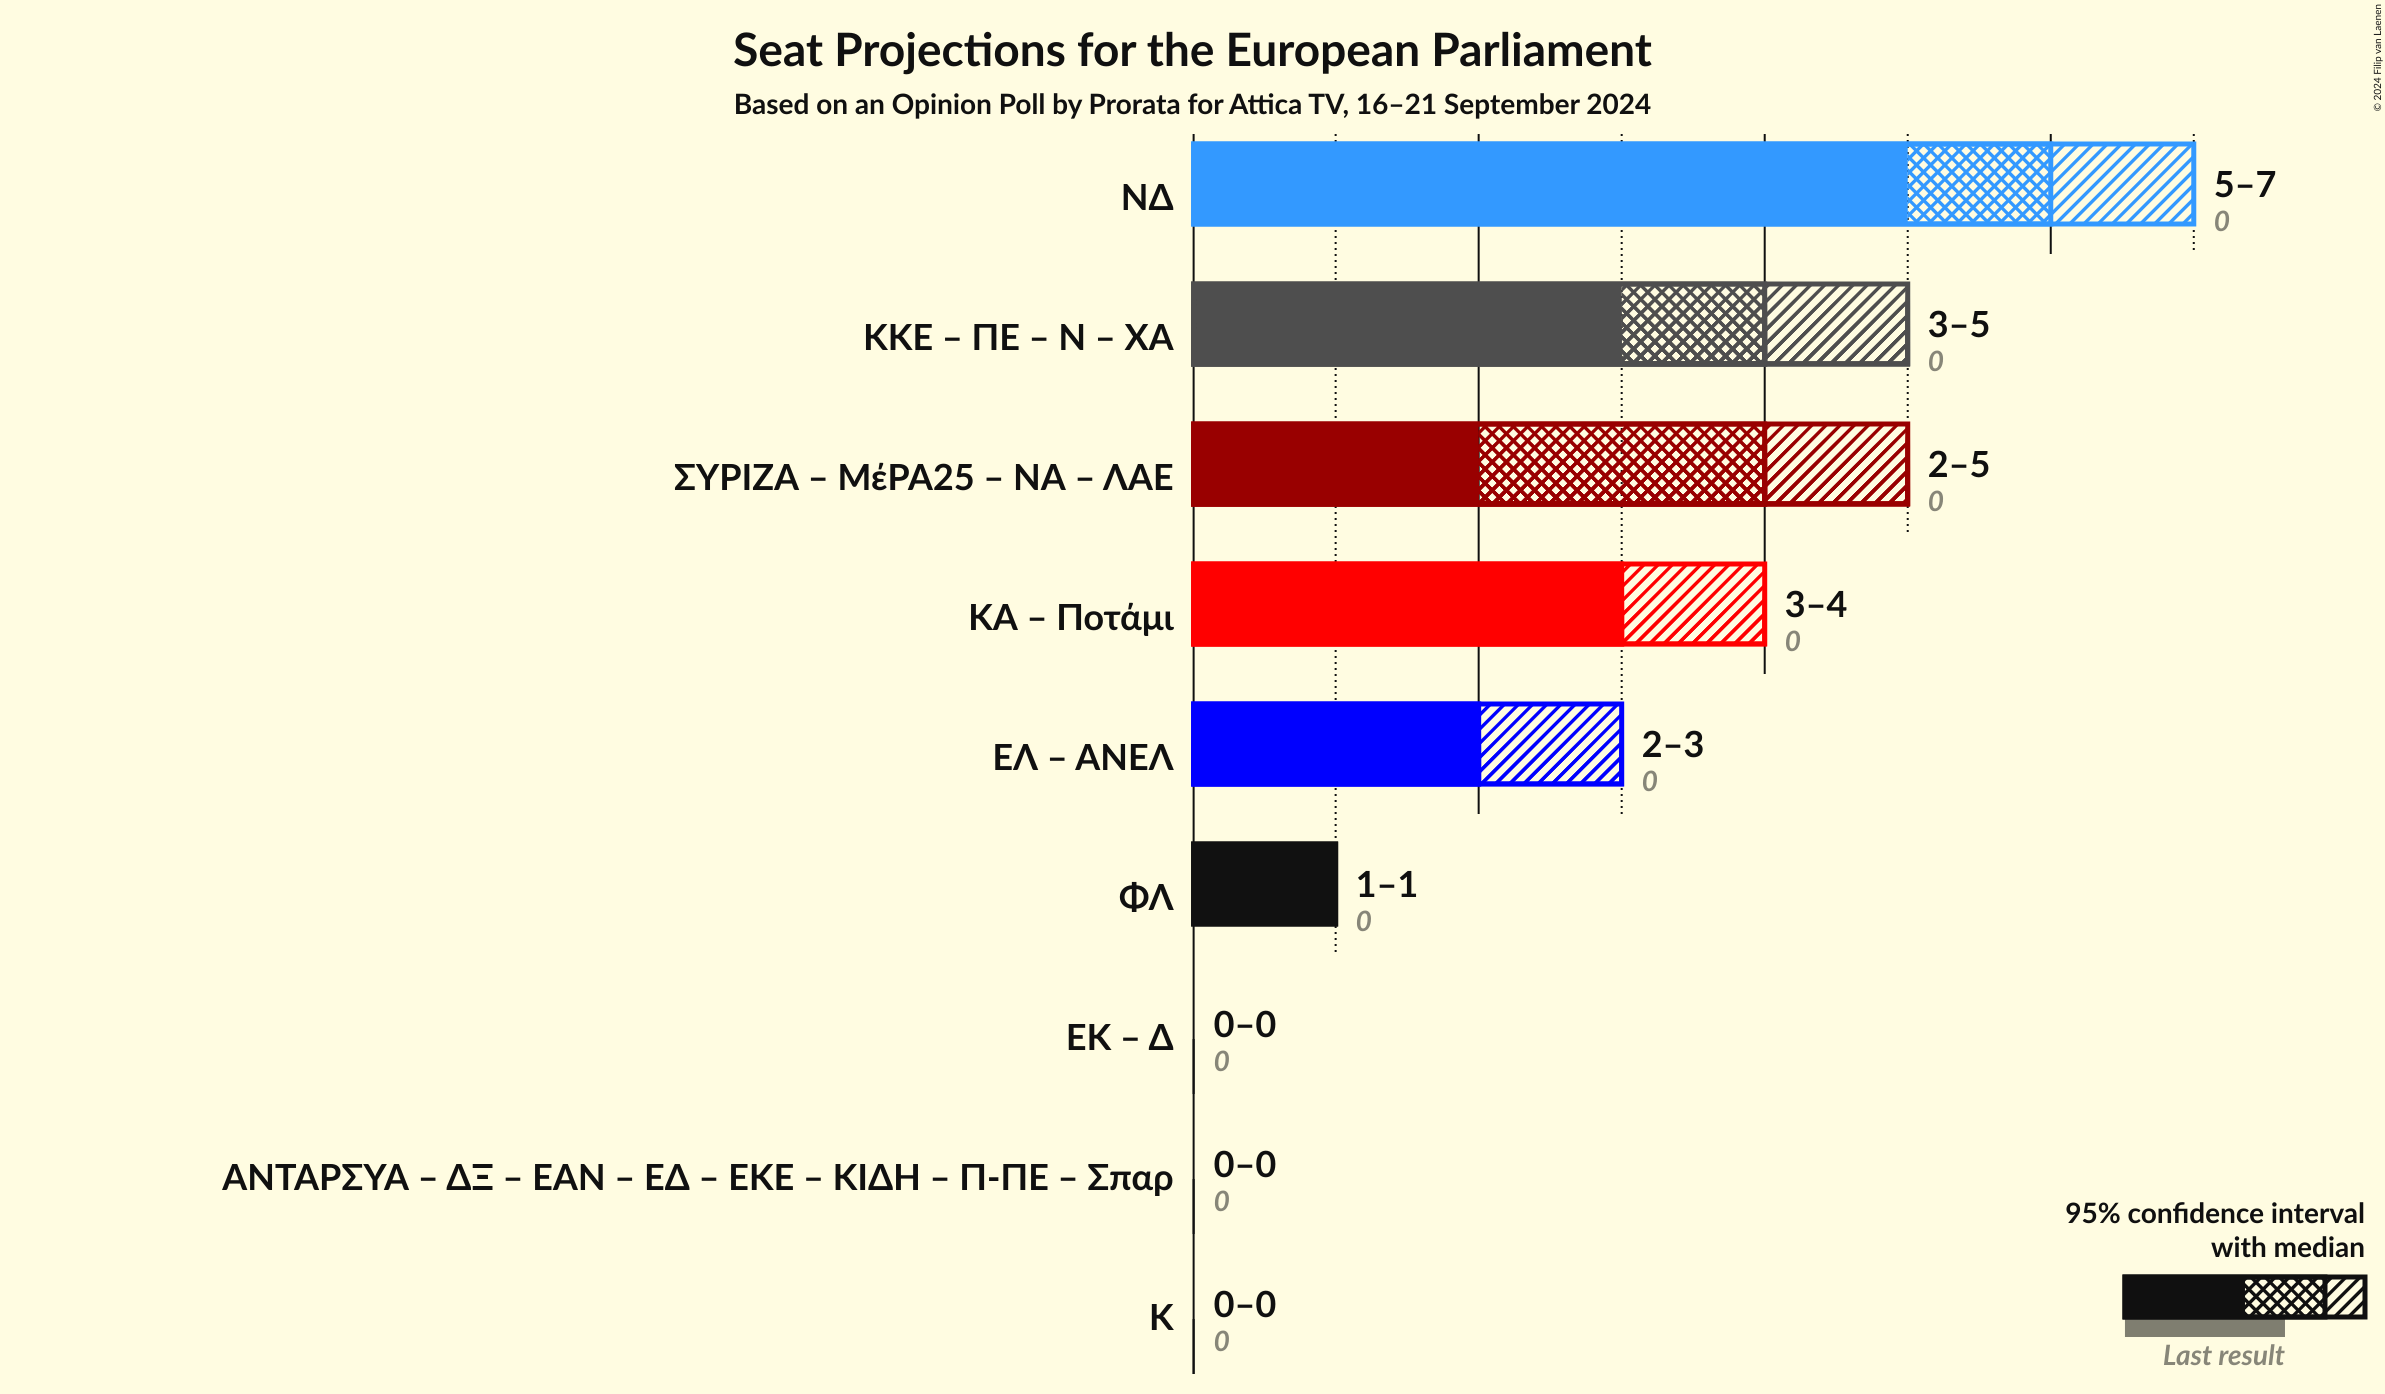 Seat Projections for the European Parliament
Based on an Opinion Poll by Prorata for Attica TV, 16–21 September 2024
© 2024 Filip van Laenen
ΝΔ
5–7
0
ΚΚΕ – ΠΕ – Ν – ΧΑ
3–5
0
ΣΥΡΙΖΑ – ΜέΡΑ25 – ΝΑ – ΛΑΕ
2–5
0
ΚΑ – Ποτάμι
3–4
0
ΕΛ – ΑΝΕΛ
2–3
0
ΦΛ
1–1
0
ΕΚ – Δ
0–0
0
ΑΝΤΑΡΣΥΑ – ΔΞ – ΕΑΝ – ΕΔ – ΕΚΕ – ΚΙΔΗ – Π-ΠΕ – Σπαρ
0–0
0
Κ
0–0
0
95% confidence interval
with median
Last result